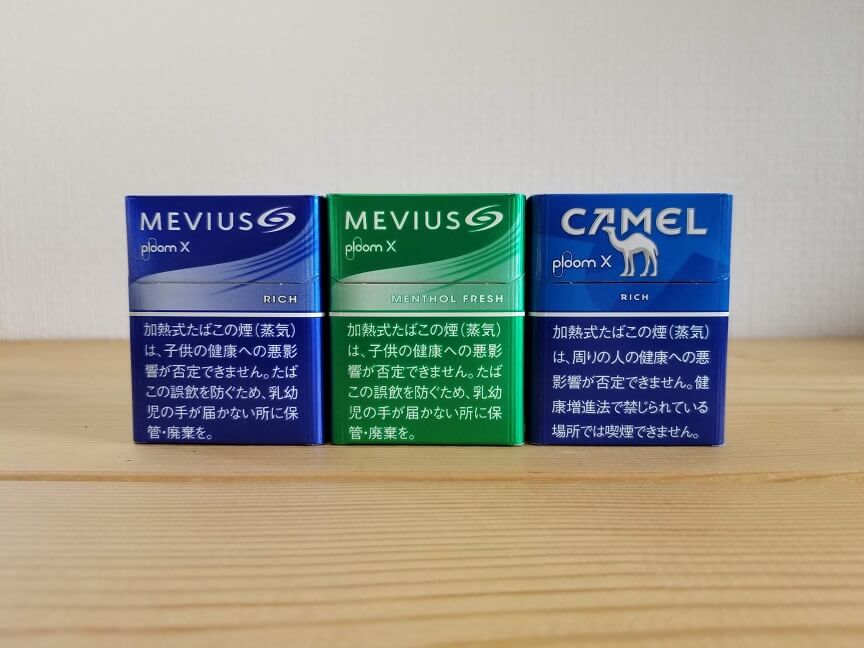 MEVIUS
ploom X
RICH
加熱式たばこの煙(蒸気)
は、子供の健康への悪影
響が否定できません。たば
この誤飲を防ぐため、乳幼
児の手が届かない所に保
管・廃棄を。
MEVIUS
ploom X
MENTHOL FRESH
加熱式たばこの煙(蒸気)
は、子供の健康への悪影
響が否定できません。たば
この誤飲を防ぐため、乳幼
児の手が届かない所に保
管・廃棄を。
CAMEL
ploom X
RICH
加熱式たばこの煙(蒸気)
は、周りの人の健康への悪
影響が否定できません。健
康増進法で禁じられている
場所では喫煙できません。